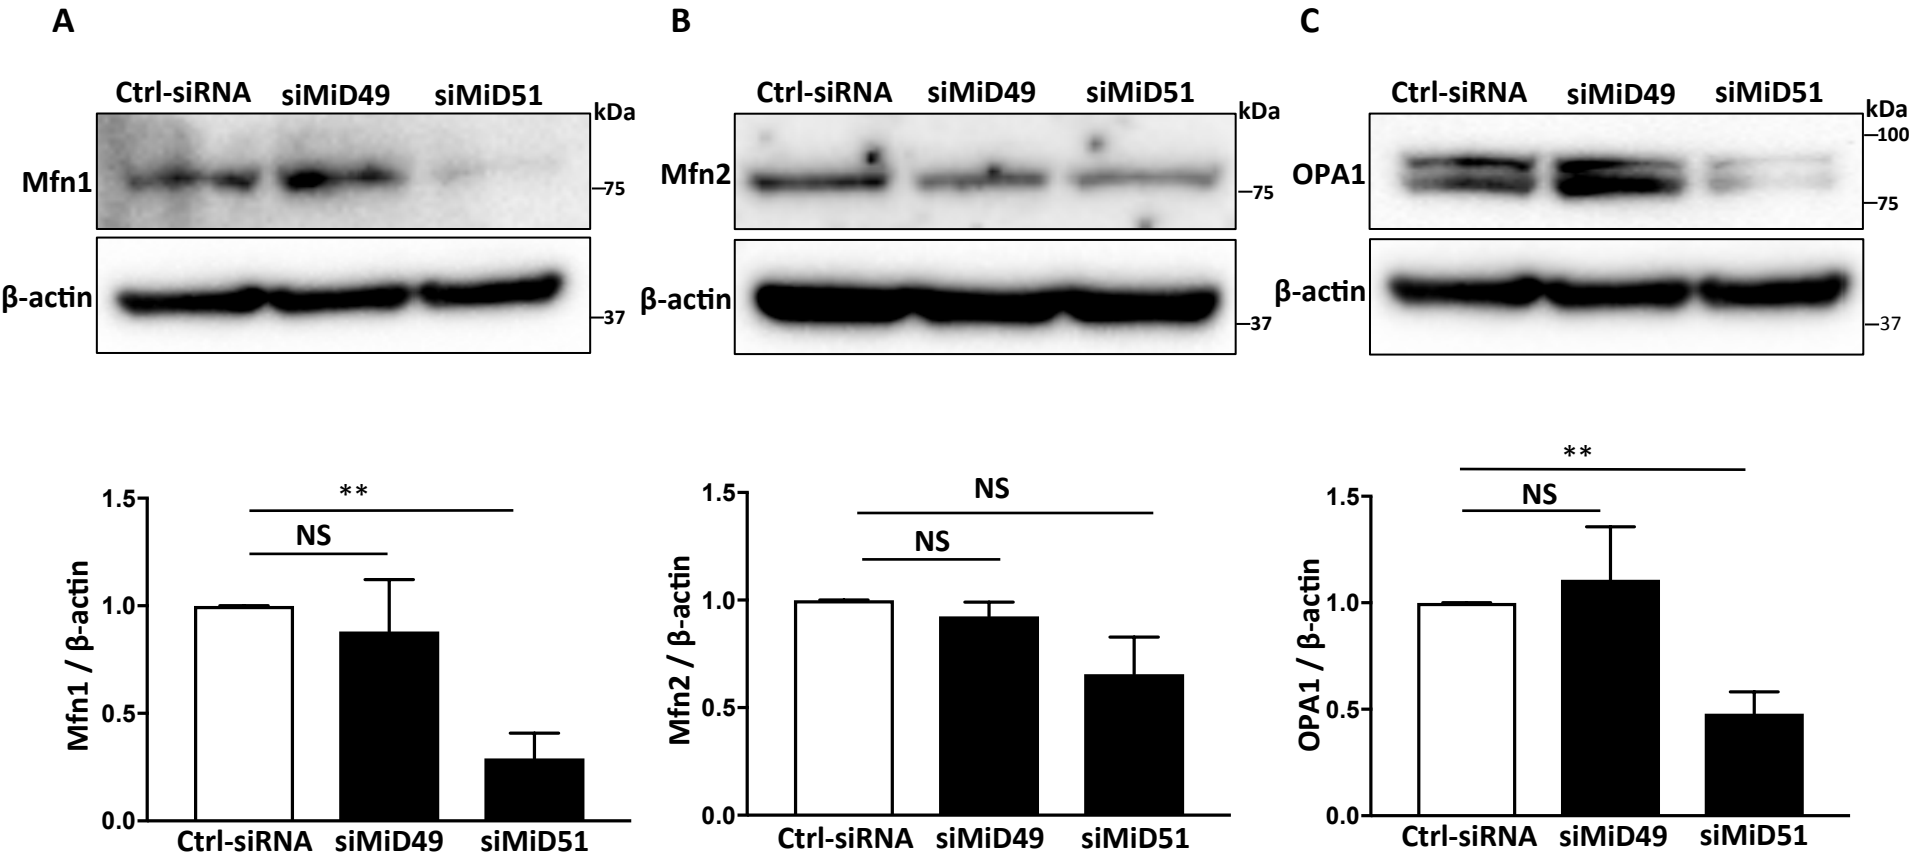 A
B
C
Ctrl-siRNA siMiD49 siMiD51
kDa
Mfn1
–75
β-actin
–37
Ctrl-siRNA siMiD49 siMiD51
kDa
Mfn2
–75
β-actin
–37
Ctrl-siRNA siMiD49 siMiD51
kDa
–100
OPA1
–75
β-actin
–37
**
NS
1.5
1.0
0.5
0.0
Mfn1 / β-actin
Ctrl-siRNA siMiD49 siMiD51
NS
NS
1.5
1.0
0.5
0.0
Mfn2 / β-actin
Ctrl-siRNA siMiD49 siMiD51
**
NS
1.5
1.0
0.5
0.0
OPA1 / β-actin
Ctrl-siRNA siMiD49 siMiD51